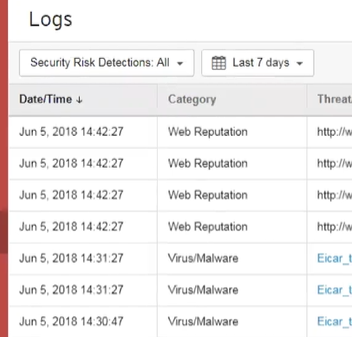 Logs
Security Risk Detections: All Last 7 days
Date/Time ↓ Category Threat
Jun 5, 2018 14:42:27 Web Reputation http://w
Jun 5, 2018 14:42:27 Web Reputation http://w
Jun 5, 2018 14:42:27 Web Reputation http://w
Jun 5, 2018 14:42:27 Web Reputation http://w
Jun 5, 2018 14:31:27 Virus/Malware Eicar_t
Jun 5, 2018 14:31:27 Virus/Malware Eicar_t
Jun 5, 2018 14:30:47 Virus/Malware Eicar_t